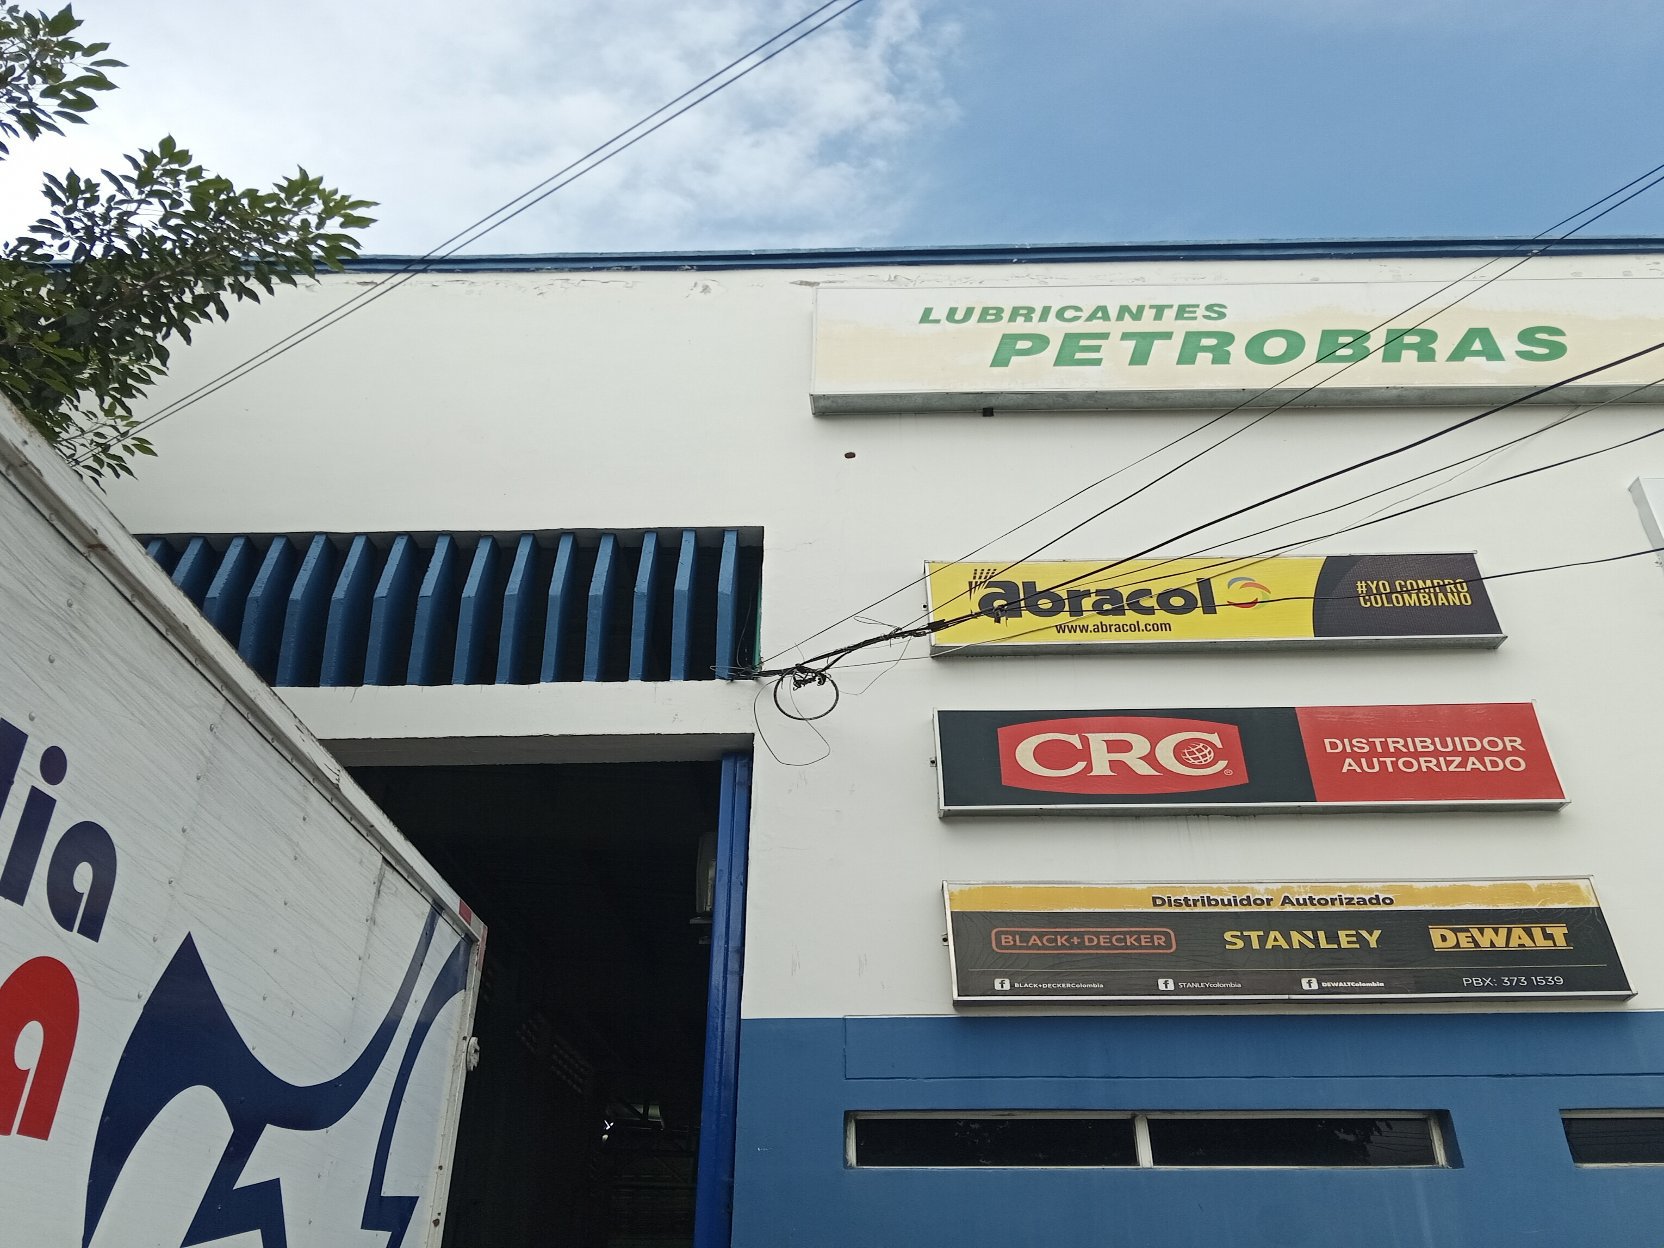 LUBRICANTES
PETROBRAS
abracol
www.abracol.com
#YO COMPRO
COLOMBIANO
CRC
®
DISTRIBUIDOR
AUTORIZADO
Distribuidor Autorizado
BLACK+DECKER STANLEY DEWALT
f BLACK+DECKERColombia f STANLEYcolombia f DEWALTColombia PBX: 373 1539